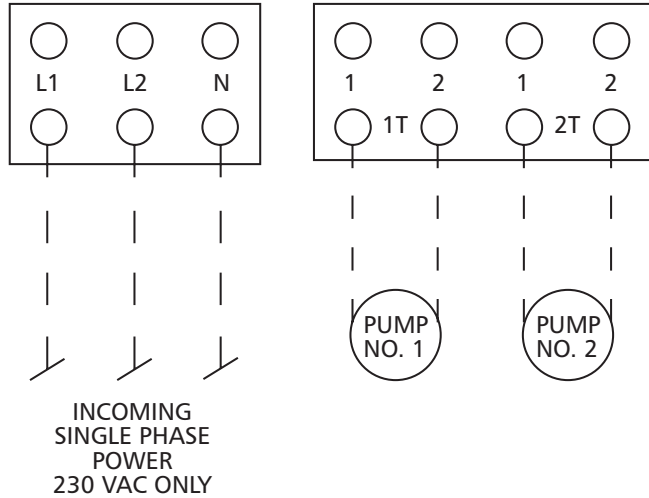 L1 L2 N
1 2 1 2
1T 2T
PUMP
NO. 1
PUMP
NO. 2
INCOMING
SINGLE PHASE
POWER
230 VAC ONLY